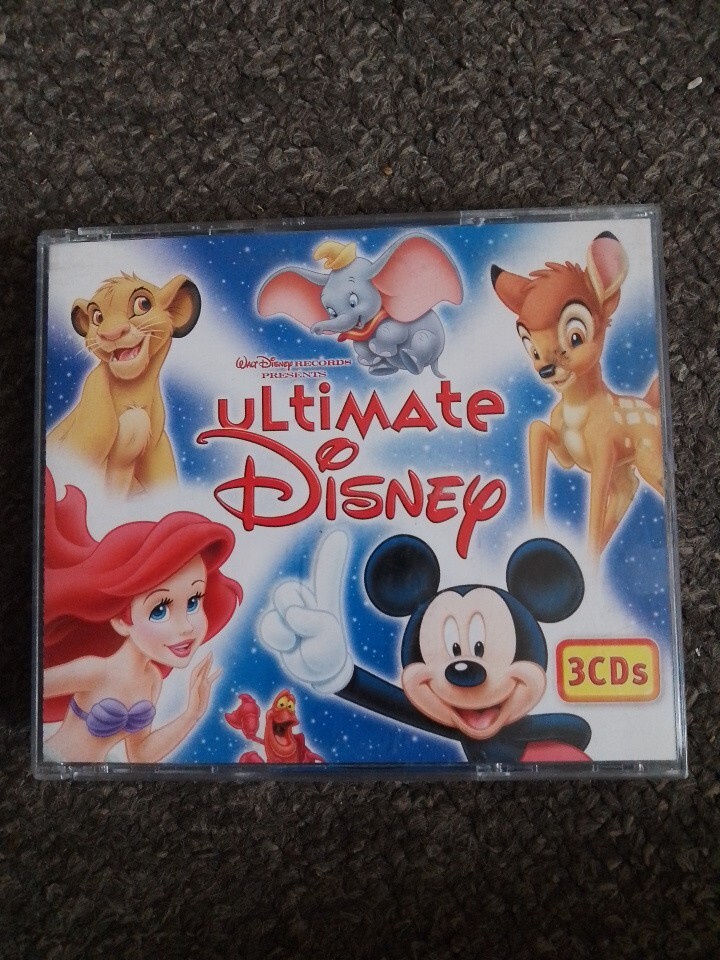 WALT DISNEY RECORDS
PRESENTS
ULTIMATE
DISNEY
3CDs